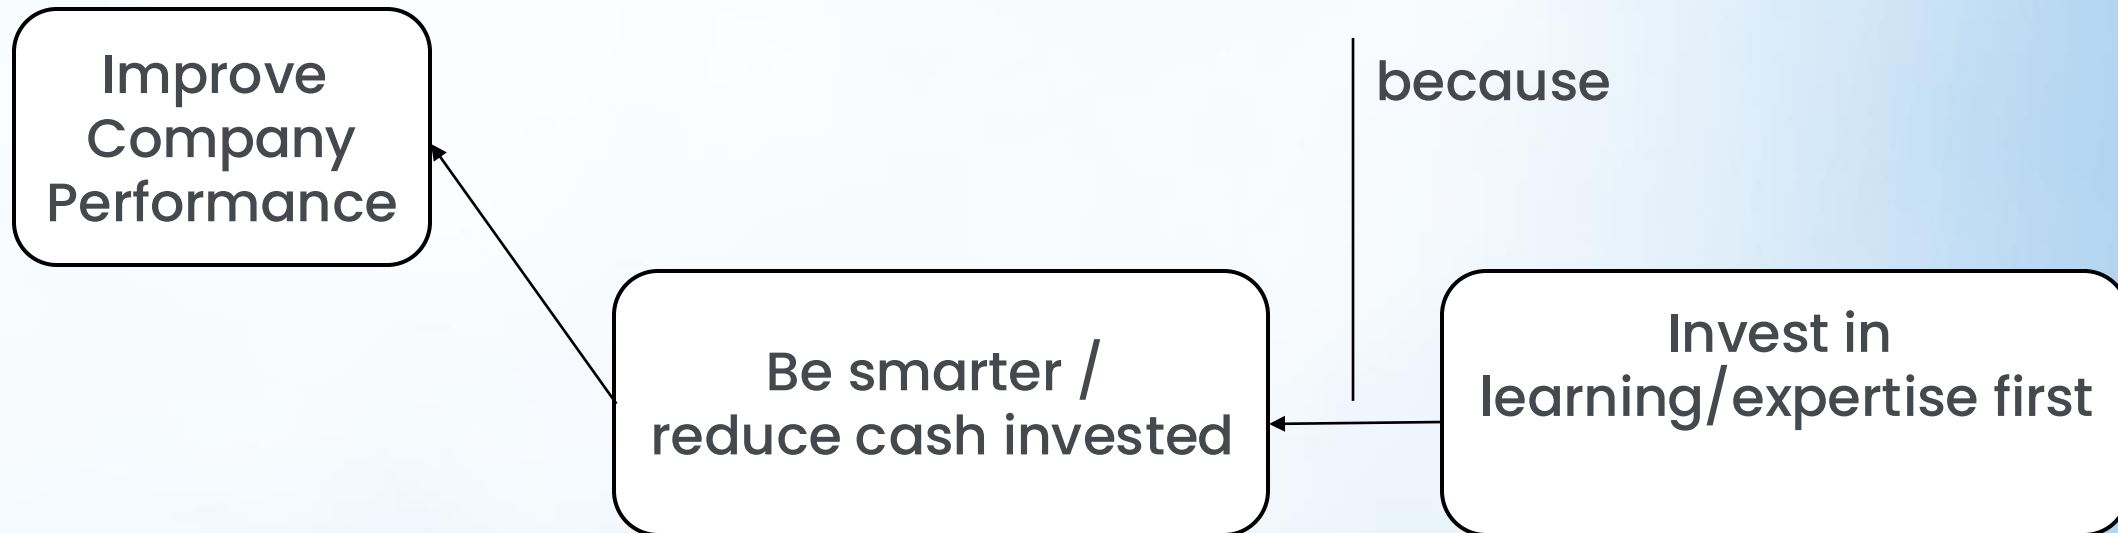 Improve
Company
Performance
because
Be smarter /
reduce cash invested
Invest in
learning/expertise first